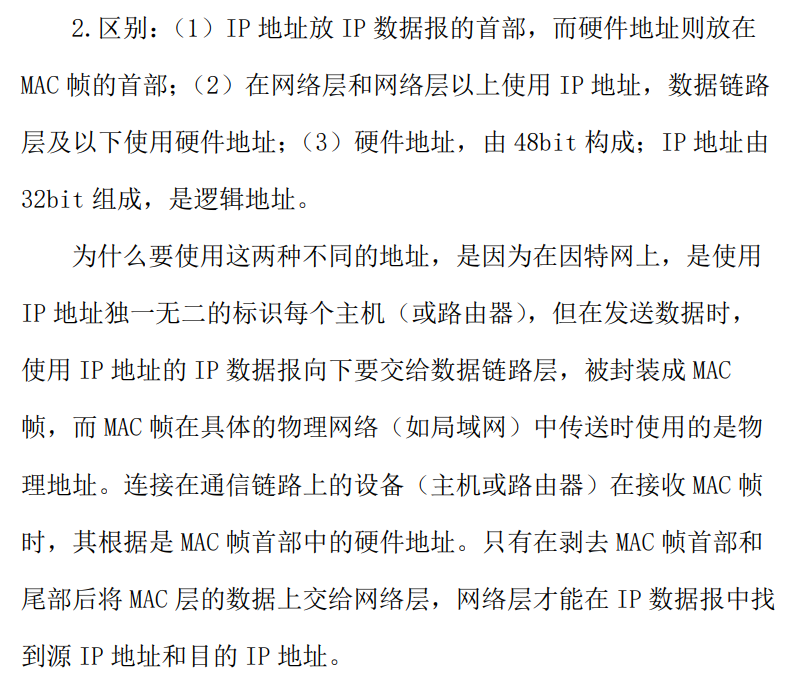 2.区别：（1）IP 地址放 IP 数据报的首部，而硬件地址则放在
MAC 帧的首部；（2）在网络层和网络层以上使用 IP 地址，数据链路
层及以下使用硬件地址；（3）硬件地址，由 48bit 构成；IP 地址由
32bit 组成，是逻辑地址。
为什么要使用这两种不同的地址，是因为在因特网上，是使用
IP 地址独一无二的标识每个主机（或路由器），但在发送数据时，
使用 IP 地址的 IP 数据报向下要交给数据链路层，被封装成 MAC
帧，而 MAC 帧在具体的物理网络（如局域网）中传送时使用的是物
理地址。连接在通信链路上的设备（主机或路由器）在接收 MAC 帧
时，其根据是 MAC 帧首部中的硬件地址。只有在剥去 MAC 帧首部和
尾部后将 MAC 层的数据上交给网络层，网络层才能在 IP 数据报中找
到源 IP 地址和目的 IP 地址。